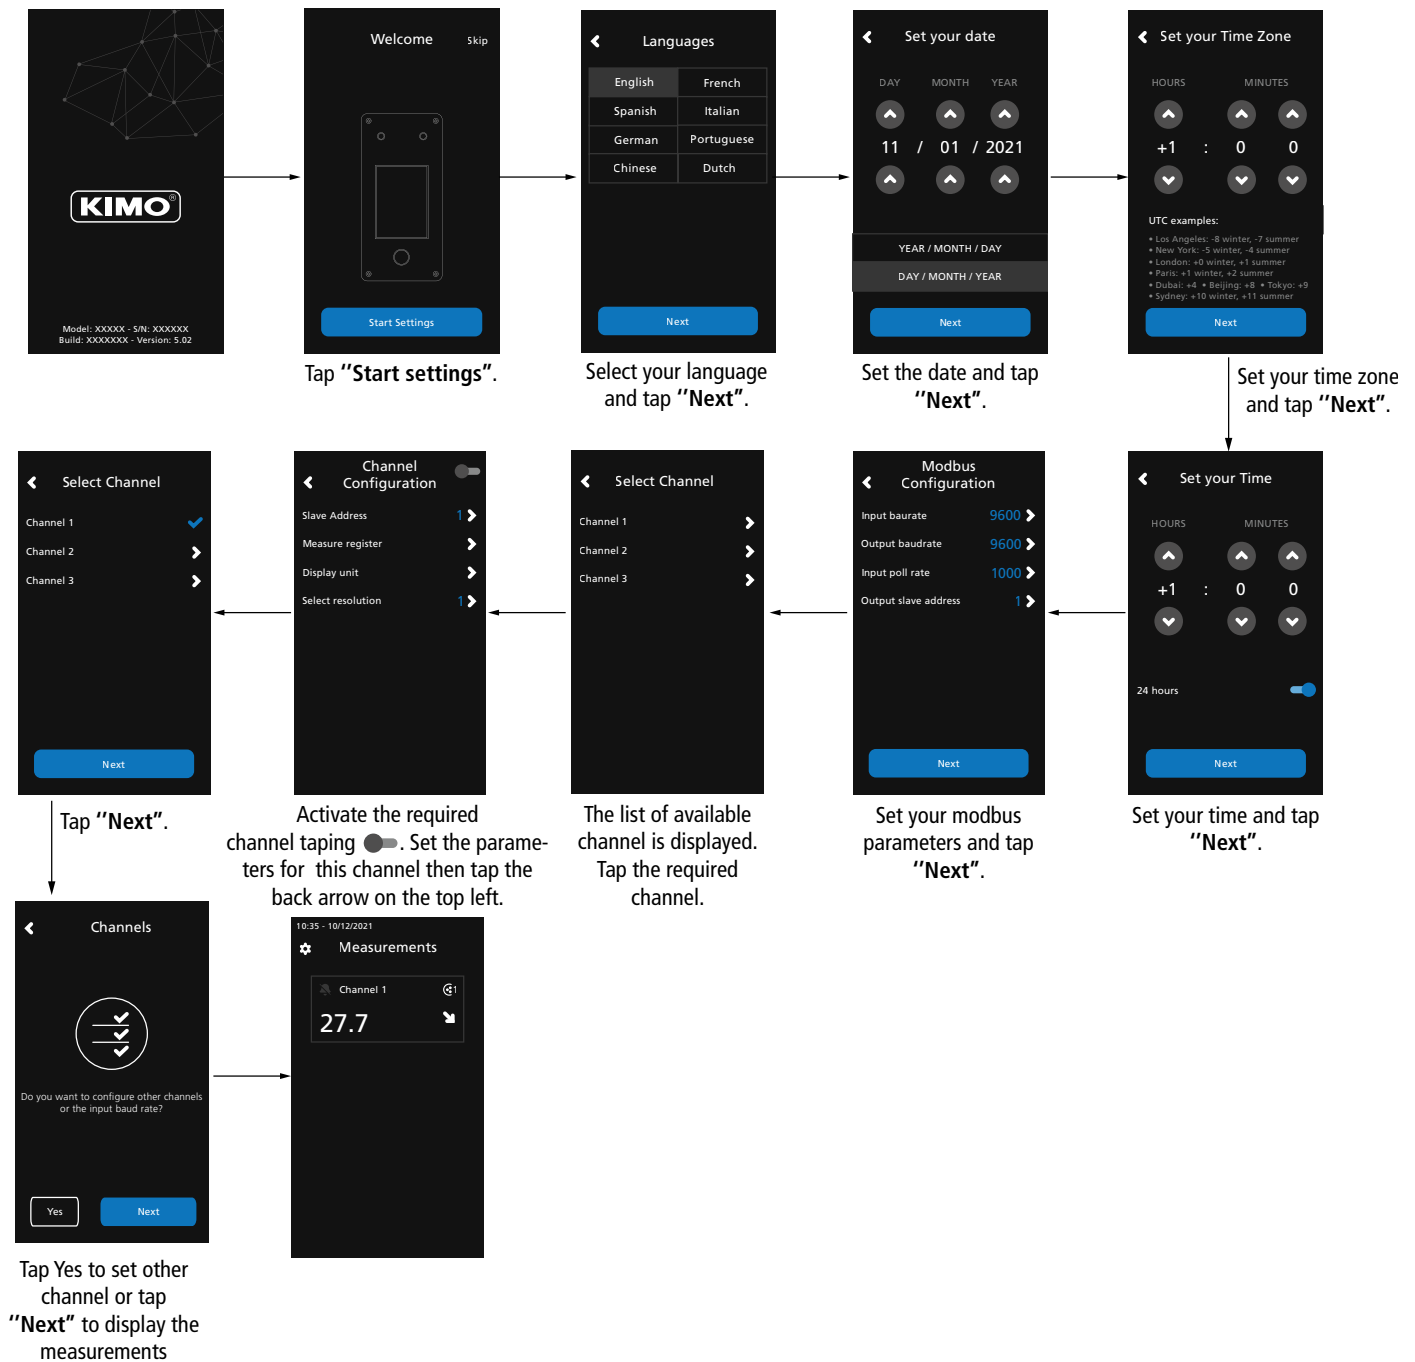 KIMO®
Model: XXXXX - S/N: XXXXXX
Build: XXXXXXX - Version: 5.02
Welcome
Skip
Start Settings
Tap ‘‘Start settings”.
Languages
English
French
Spanish
Italian
German
Portuguese
Chinese
Dutch
Next
Select your language
and tap ‘‘Next”.
Set your date
DAY MONTH YEAR
11 / 01 / 2021
YEAR / MONTH / DAY
DAY / MONTH / YEAR
Next
Set the date and tap
‘‘Next”.
Set your Time Zone
HOURS MINUTES
+1 : 0 0
UTC examples:
• Los Angeles: -8 winter, -7 summer
• New York: -5 winter, -4 summer
• London: +0 winter, +1 summer
• Paris: +1 winter, +2 summer
• Dubai: +4 • Beijing: +8 • Tokyo: +9
• Sydney: +10 winter, +11 summer
Next
Set your time zone
and tap ‘‘Next”.
Set your Time
HOURS MINUTES
+1 : 0 0
24 hours
Next
Set your time and tap
‘‘Next”.
Modbus
Configuration
Input baurate 9600
Output baudrate 9600
Input poll rate 1000
Output slave address 1
Next
Set your modbus
parameters and tap
‘‘Next”.
Select Channel
Channel 1
Channel 2
Channel 3
The list of available
channel is displayed.
Tap the required
channel.
Channel
Configuration
Slave Address 1
Measure register
Display unit
Select resolution 1
Activate the required
channel taping . Set the parame-
ters for this channel then tap the
back arrow on the top left.
Select Channel
Channel 1
Channel 2
Channel 3
Next
Tap ‘‘Next”.
Channels
Do you want to configure other channels
or the input baud rate?
Yes
Next
Tap Yes to set other
channel or tap
‘‘Next” to display the
measurements
10:35 - 10/12/2021
Measurements
Channel 1
1
27.7